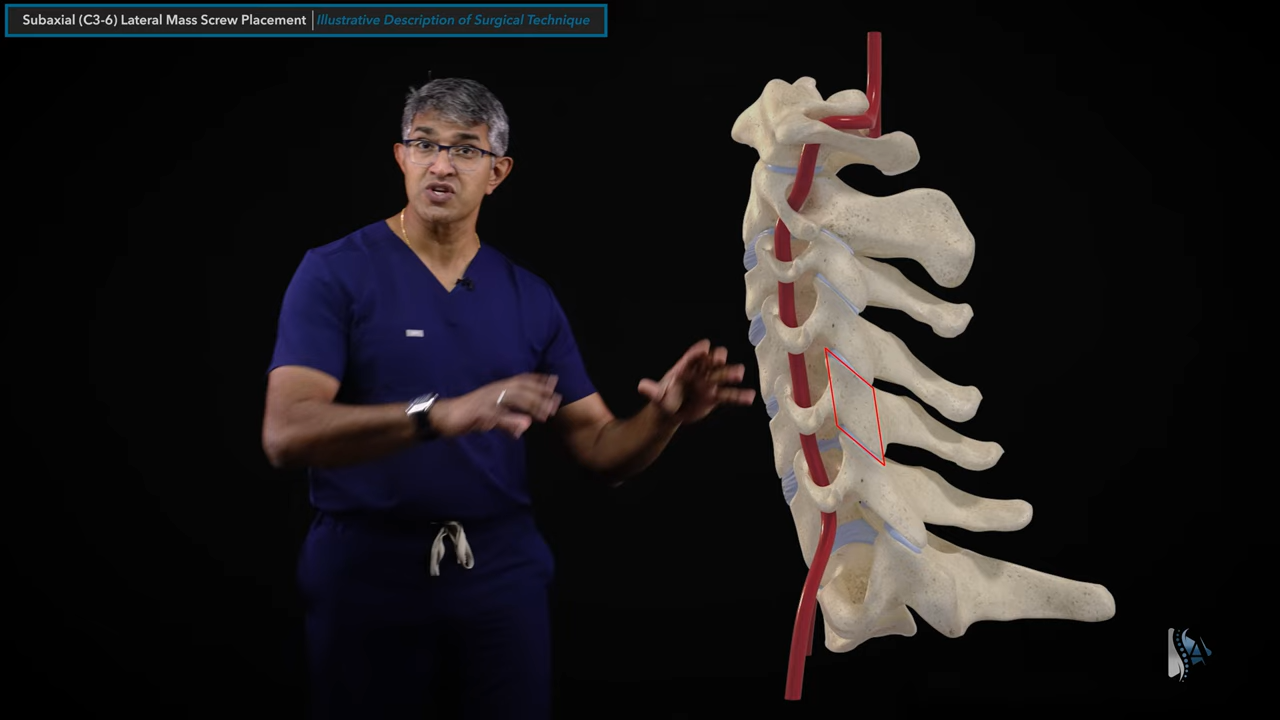 Subaxial (C3-6) Lateral Mass Screw Placement | Illustrative Description of Surgical Technique